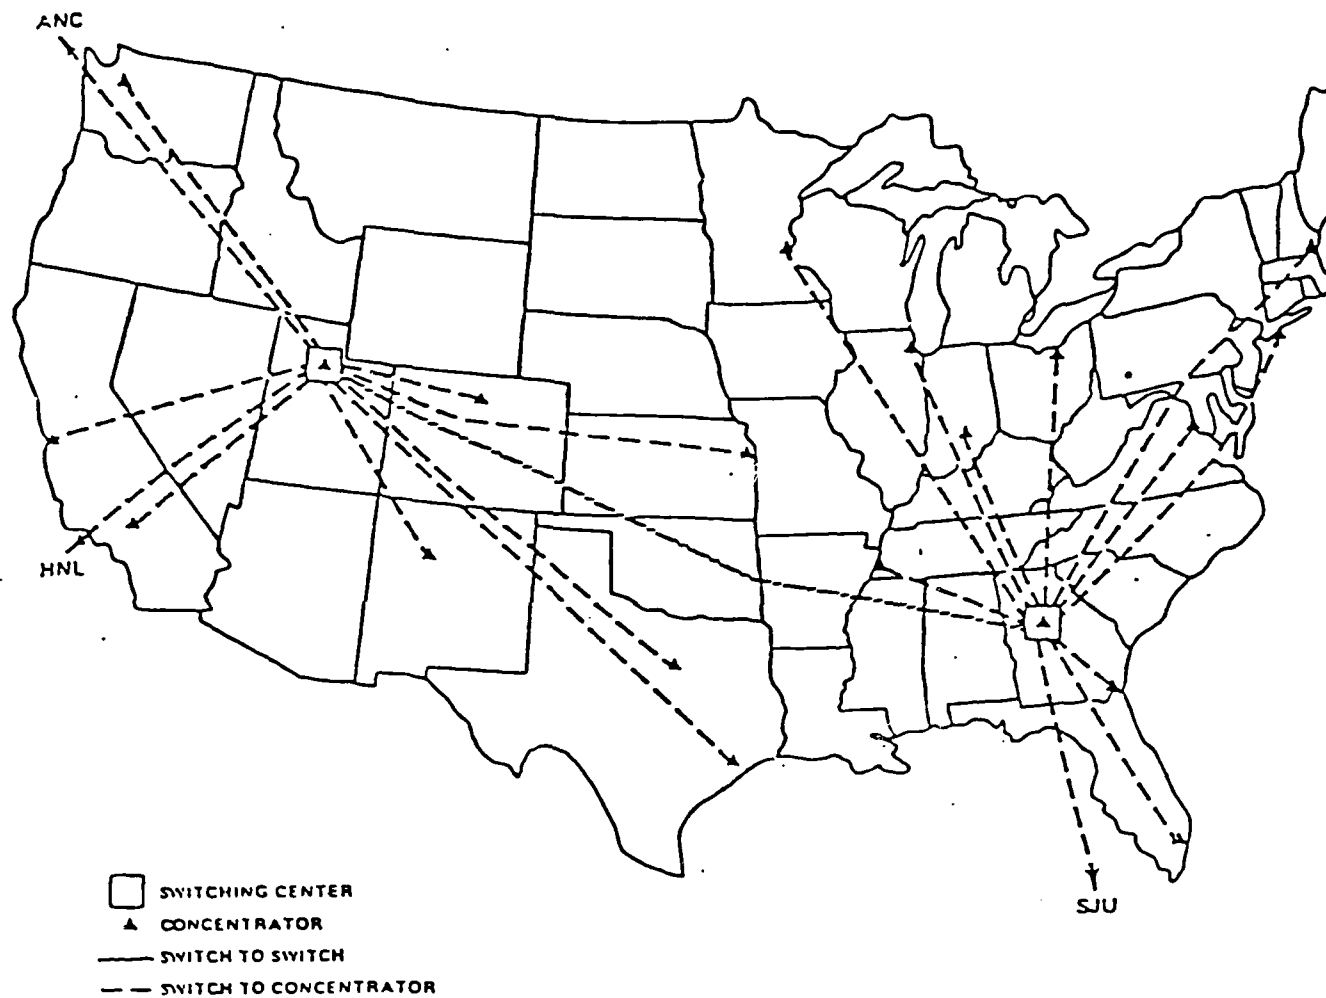 ANC
HNL
SJU
SWITCHING CENTER
CONCENTRATOR
SWITCH TO SWITCH
SWITCH TO CONCENTRATOR